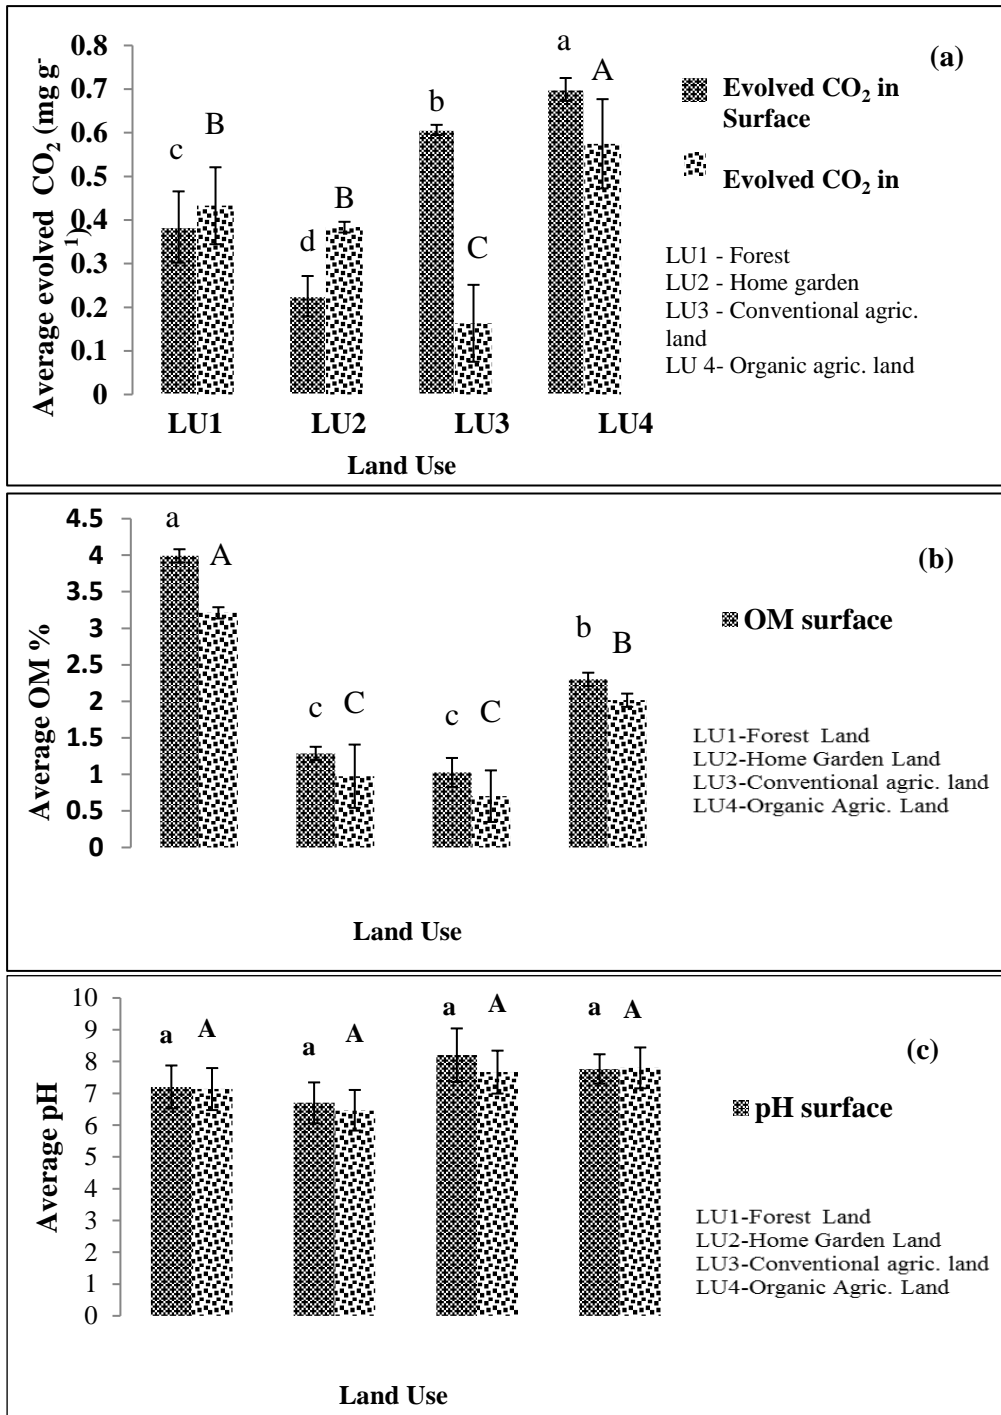 (a)
Average evolved CO₂ (mg g⁻
¹)
0.8
0.7
0.6
0.5
0.4
0.3
0.2
0.1
0
c
B
d
B
b
C
a
A
LU1 LU2 LU3 LU4
Land Use
Evolved CO₂ in
Surface
Evolved CO₂ in
LU1 - Forest
LU2 - Home garden
LU3 - Conventional agric.
land
LU 4- Organic agric. land
(b)
Average OM %
4.5
4
3.5
3
2.5
2
1.5
1
0.5
0
a
A
c
C
c
C
b
B
Land Use
OM surface
LU1-Forest Land
LU2-Home Garden Land
LU3-Conventional agric. land
LU4-Organic Agric. Land
(c)
Average pH
10
9
8
7
6
5
4
3
2
1
0
a
A
a
A
a
A
a
A
Land Use
pH surface
LU1-Forest Land
LU2-Home Garden Land
LU3-Conventional agric. land
LU4-Organic Agric. Land